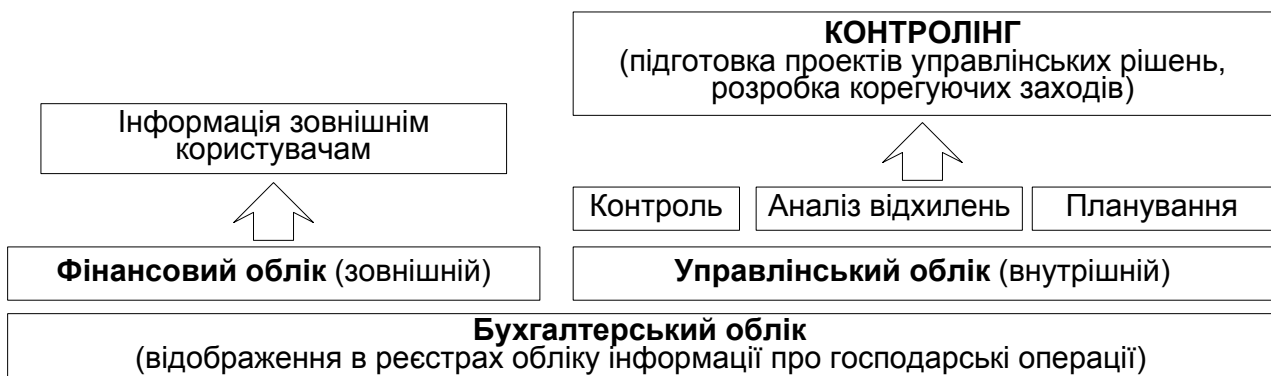 КОНТРОЛІНГ
(підготовка проектів управлінських рішень,
розробка корегуючих заходів)
Інформація зовнішнім
користувачам
Контроль
Аналіз відхилень
Планування
Фінансовий облік (зовнішній)
Управлінський облік (внутрішній)
Бухгалтерський облік
(відображення в реєстрах обліку інформації про господарські операції)